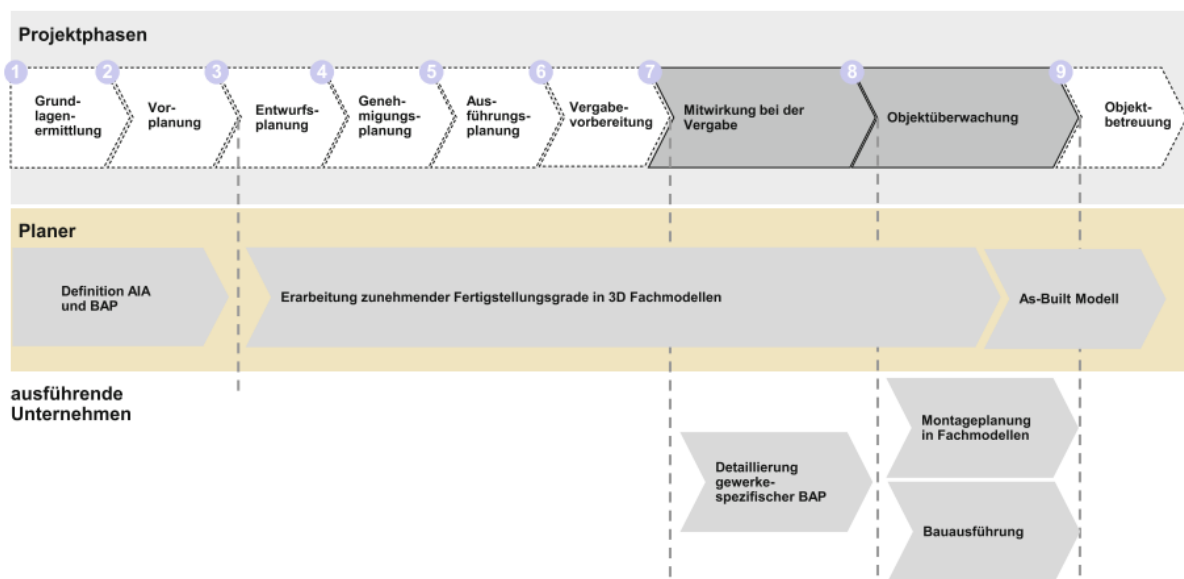 Projektphasen
1
2
3
4
5
6
7
8
9
Grund-
lagen-
ermittlung
Vor-
planung
Entwurfs-
planung
Geneh-
migungs-
planung
Aus-
führungs-
planung
Vergabe-
vorbereitung
Mitwirkung bei der
Vergabe
Objektüberwachung
Objekt-
betreuung
Planer
Definition AIA
und BAP
Erarbeitung zunehmender Fertigstellungsgrade in 3D Fachmodellen
As-Built Modell
ausführende
Unternehmen
Detaillierung
gewerke-
spezifischer BAP
Montageplanung
in Fachmodellen
Bauausführung